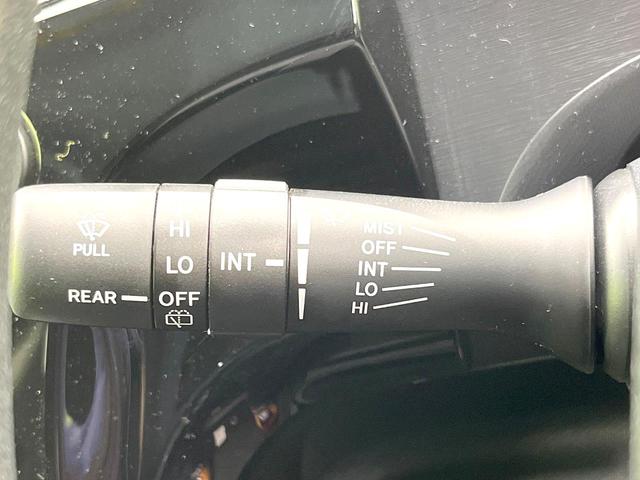 PULL
REAR
HI
LO
OFF
INT
MIST
OFF
INT
LO
HI